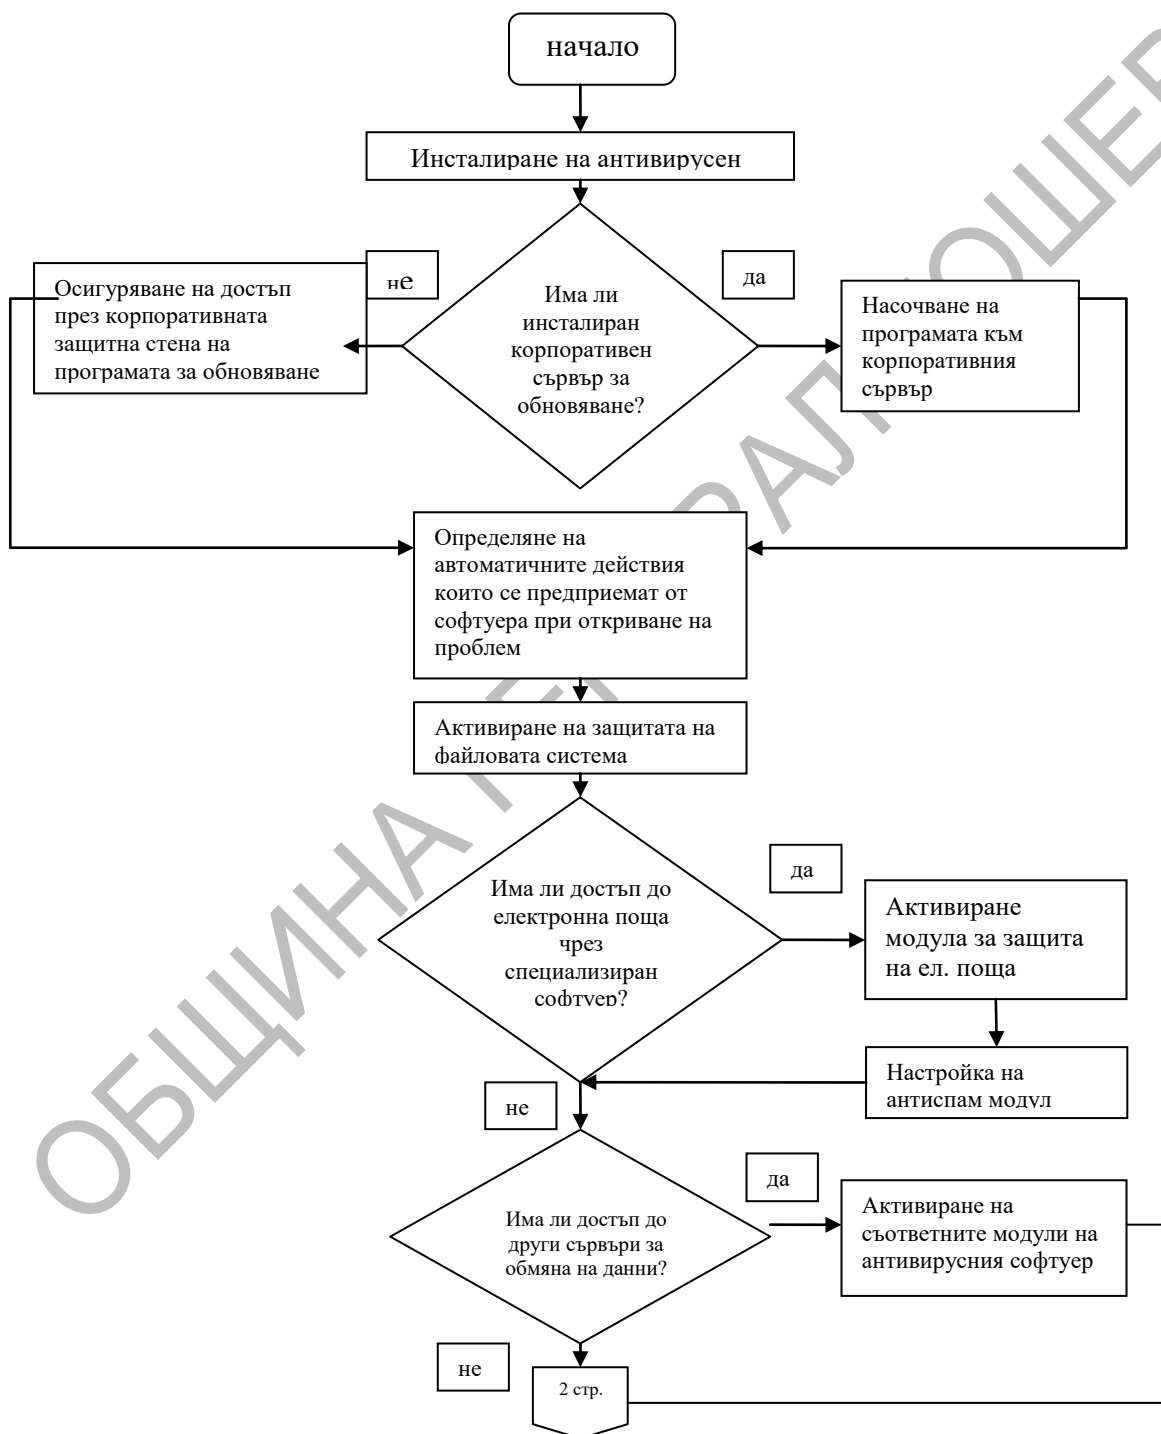 начало
Инсталиране на антивирусен
не
да
Осигуряване на достъп
през корпоративната
защитна стена на
програмата за обновяване
Има ли
инсталиран
корпоративен
сървър за
обновяване?
Насочване на
програмата към
корпоративния
сървър
Определяне на
автоматичните действия
които се предприемат от
софтуера при откриване на
проблем
Активиране на защитата на
файловата система
Има ли достъп до
електронна поща
чрез
специализиран
софтуер?
да
Активиране
модула за защита
на ел. поща
Настройка на
антиспам модул
не
Има ли достъп до
други сървъри за
обмяна на данни?
да
Активиране на
съответните модули на
антивирусния софтуер
не
2 стр.
ОБЩИНА